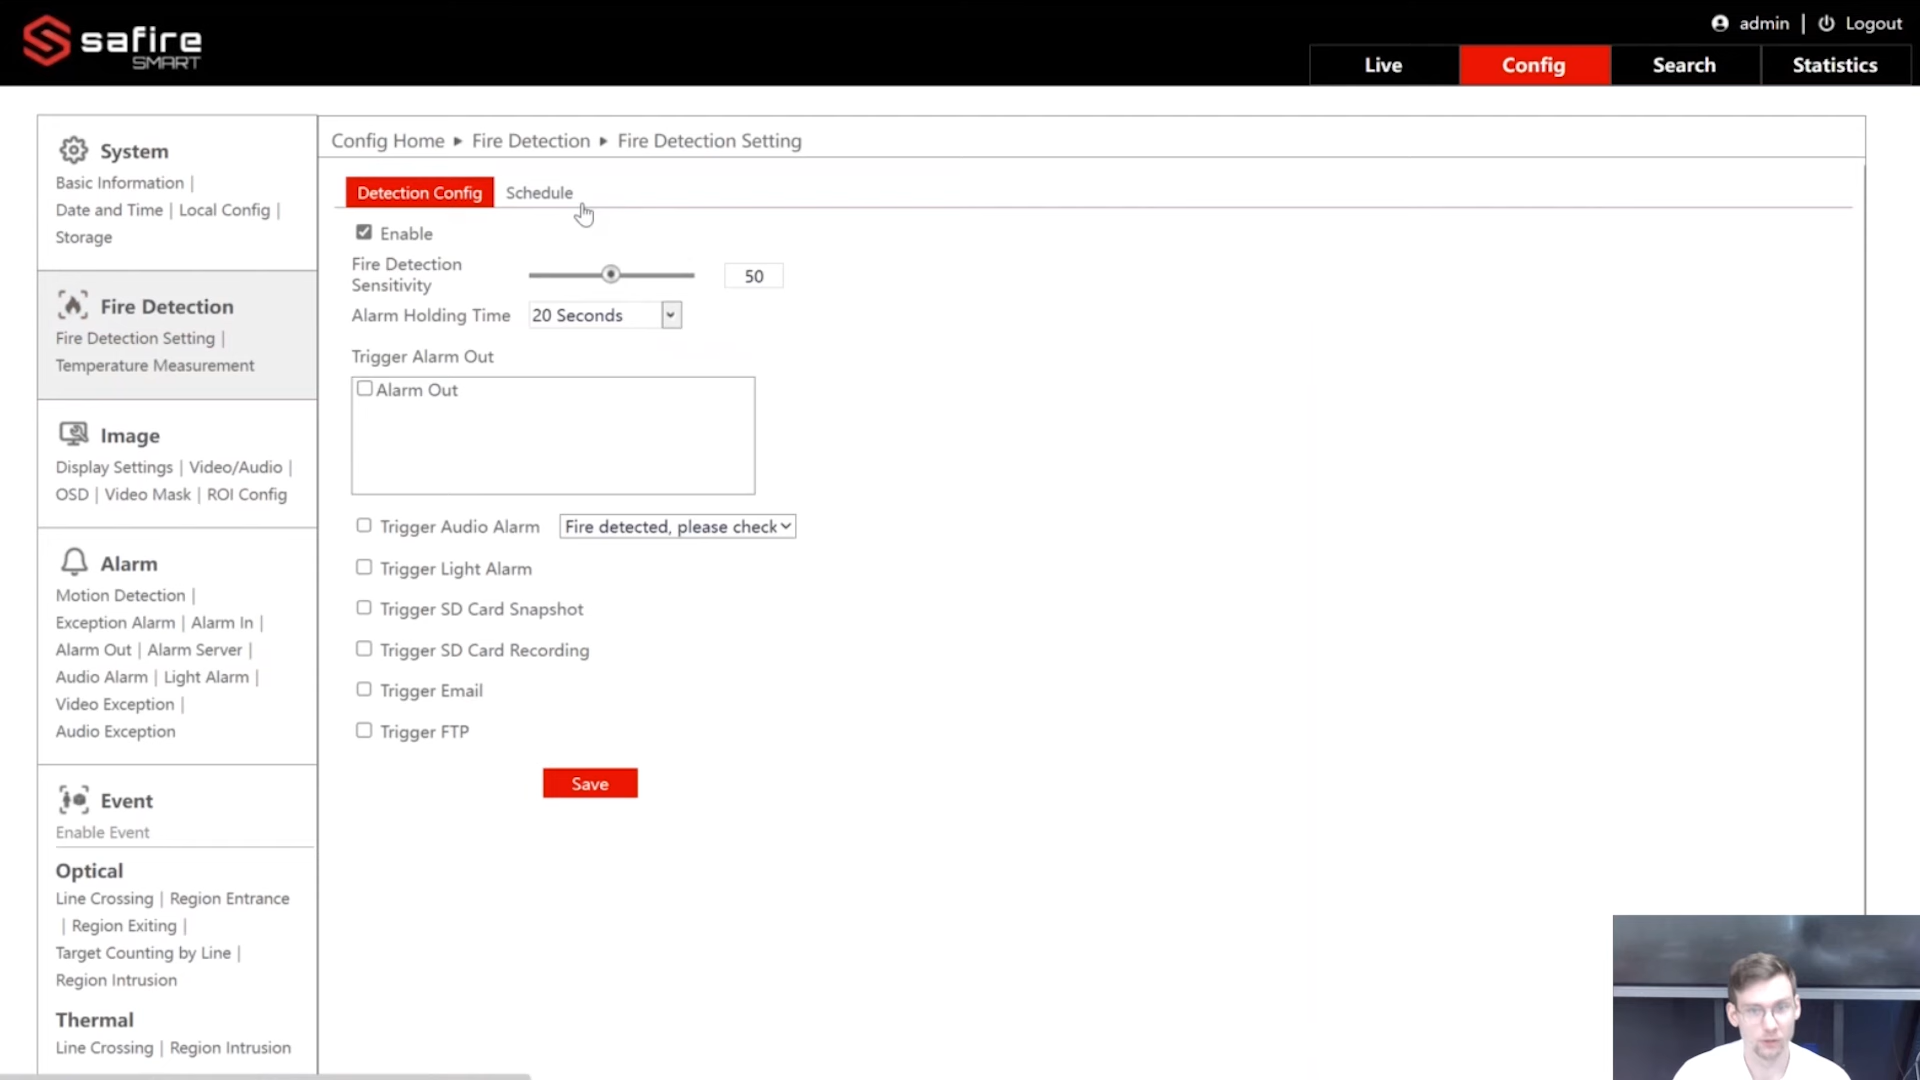 safire
SMART
admin | Logout
Live Config Search Statistics
System
Basic Information |
Date and Time | Local Config |
Storage
Fire Detection
Fire Detection Setting |
Temperature Measurement
Image
Display Settings | Video/Audio |
OSD | Video Mask | ROI Config
Alarm
Motion Detection |
Exception Alarm | Alarm In |
Alarm Out | Alarm Server |
Audio Alarm | Light Alarm |
Video Exception |
Audio Exception
Event
Enable Event
Optical
Line Crossing | Region Entrance
| Region Exiting |
Target Counting by Line |
Region Intrusion
Thermal
Line Crossing | Region Intrusion
Config Home ▸ Fire Detection ▸ Fire Detection Setting
Detection Config Schedule
Enable
Fire Detection
Sensitivity
50
Alarm Holding Time 20 Seconds
Trigger Alarm Out
Alarm Out
Trigger Audio Alarm Fire detected, please check
Trigger Light Alarm
Trigger SD Card Snapshot
Trigger SD Card Recording
Trigger Email
Trigger FTP
Save